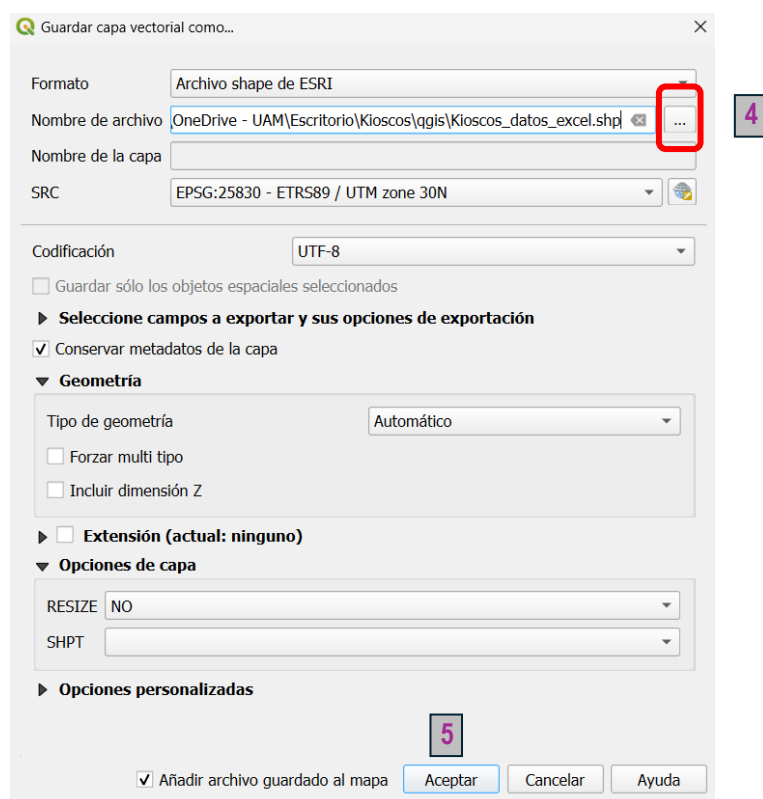 Guardar capa vectorial como...
Formato Archivo shape de ESRI
Nombre de archivo \OneDrive - UAM\Escritorio\Kioscos\qgis\Kioscos_datos_excel.shp ... 4
Nombre de la capa
SRC EPSG:25830 - ETRS89 / UTM zone 30N
Codificación UTF-8
Guardar sólo los objetos espaciales seleccionados
Seleccione campos a exportar y sus opciones de exportación
Conservar metadatos de la capa
Geometría
Tipo de geometría Automático
Forzar multi tipo
Incluir dimensión Z
Extensión (actual: ninguno)
Opciones de capa
RESIZE NO
SHPT
Opciones personalizadas
5
Añadir archivo guardado al mapa Aceptar Cancelar Ayuda